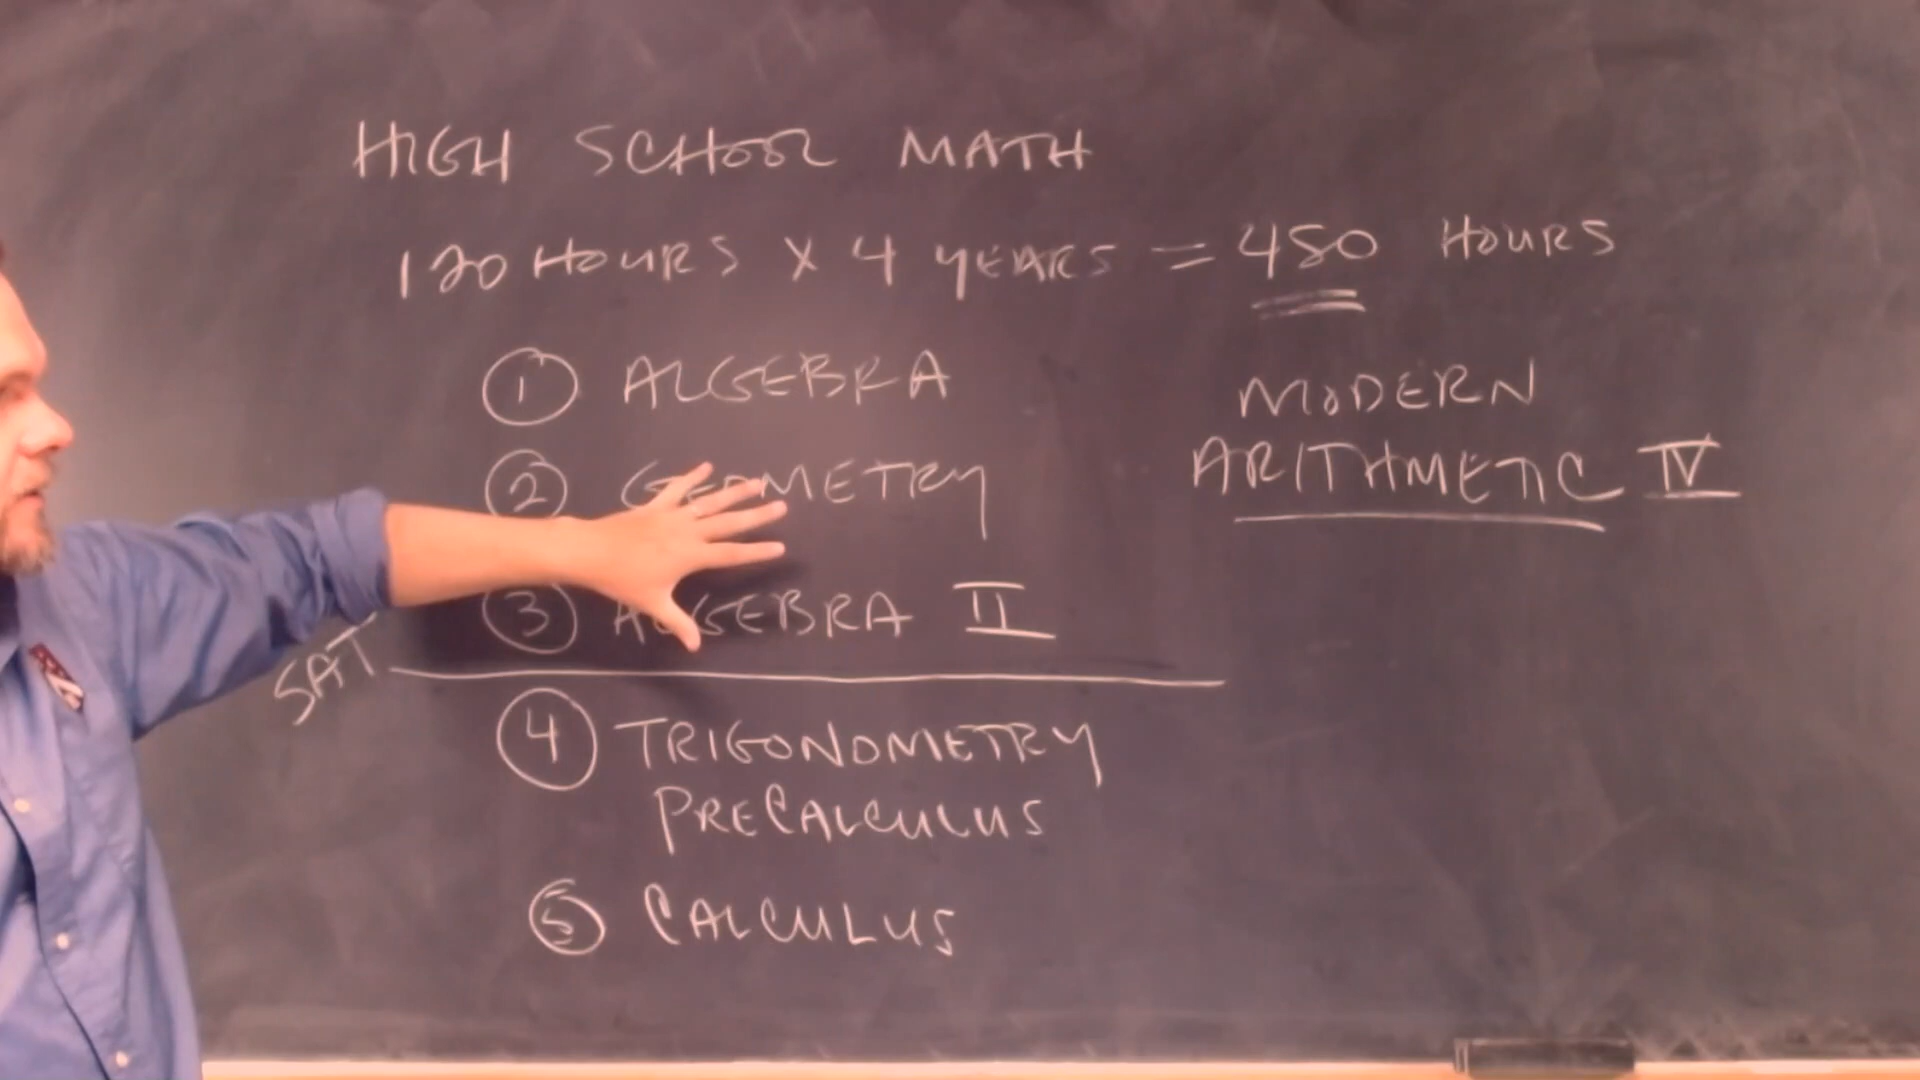 HIGH SCHOOL MATH
120 HOURS X 4 YEARS = 480 HOURS
① ALGEBRA
② GEOMETRY
③ ALGEBRA II
SAT
④ TRIGONOMETRY
PRECALCULUS
⑤ CALCULUS
MODERN
ARITHMETIC IV